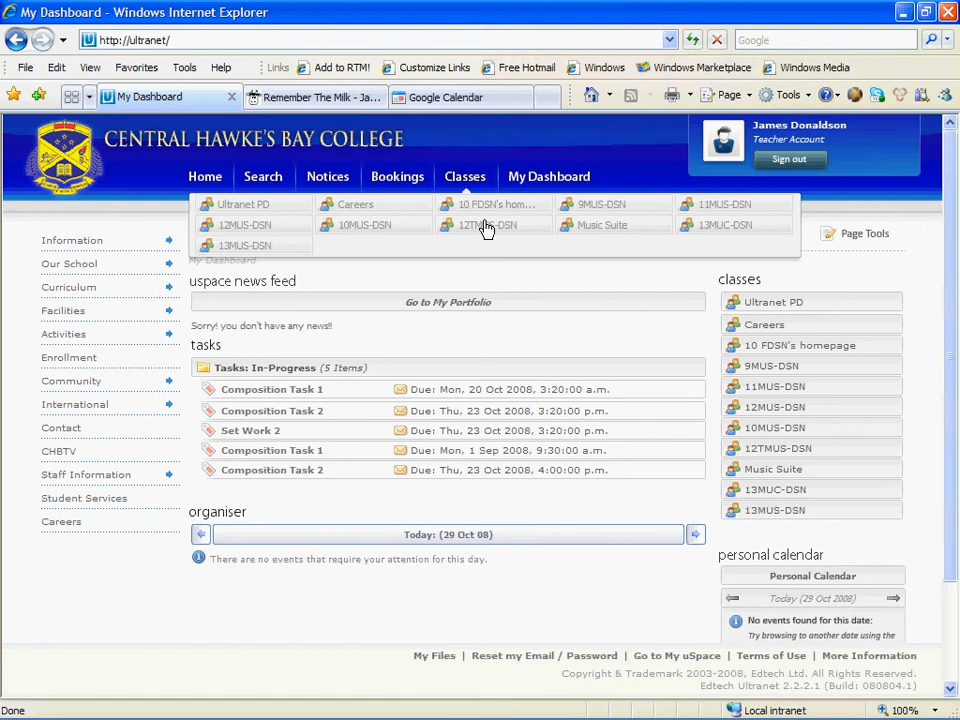 My Dashboard - Windows Internet Explorer
http://ultranet/
Google
File Edit View Favorites Tools Help
Links Add to RTM! Customize Links Free Hotmail Windows Windows Marketplace Windows Media
My Dashboard
Remember The Milk - Ja...
Google Calendar
Page Tools
CENTRAL HAWKE'S BAY COLLEGE
James Donaldson
Teacher Account
Sign out
Home Search Notices Bookings Classes My Dashboard
Ultranet PD Careers 10 FDSN's hom... 9MUS-DSN 11MUS-DSN
12MUS-DSN 10MUS-DSN 12TMUS-DSN Music Suite 13MUC-DSN
13MUS-DSN
Page Tools
My Dashboard
Information
Our School
Curriculum
Facilities
Activities
Enrollment
Community
International
Contact
CHBTV
Staff Information
Student Services
Careers
uspace news feed
Go to My Portfolio
Sorry! you don't have any news!!
tasks
Tasks: In-Progress (5 Items)
Composition Task 1 Due: Mon, 20 Oct 2008, 3:20:00 a.m.
Composition Task 2 Due: Thu, 23 Oct 2008, 3:20:00 p.m.
Set Work 2 Due: Thu, 23 Oct 2008, 3:20:00 p.m.
Composition Task 1 Due: Mon, 1 Sep 2008, 9:30:00 a.m.
Composition Task 2 Due: Thu, 23 Oct 2008, 4:00:00 p.m.
organiser
Today: (29 Oct 08)
There are no events that require your attention for this day.
classes
Ultranet PD
Careers
10 FDSN's homepage
9MUS-DSN
11MUS-DSN
12MUS-DSN
10MUS-DSN
12TMUS-DSN
Music Suite
13MUC-DSN
13MUS-DSN
personal calendar
Personal Calendar
Today (29 Oct 2008)
No events found for this date:
Try browsing to another date using the
My Files | Reset my Email / Password | Go to My uSpace | Terms of Use | More Information
Copyright & Trademark 2003-2008, Edtech Ltd. All Rights Reserved.
Edtech Ultranet 2.2.2.1 (Build: 080804.1)
Done
Local intranet
100%